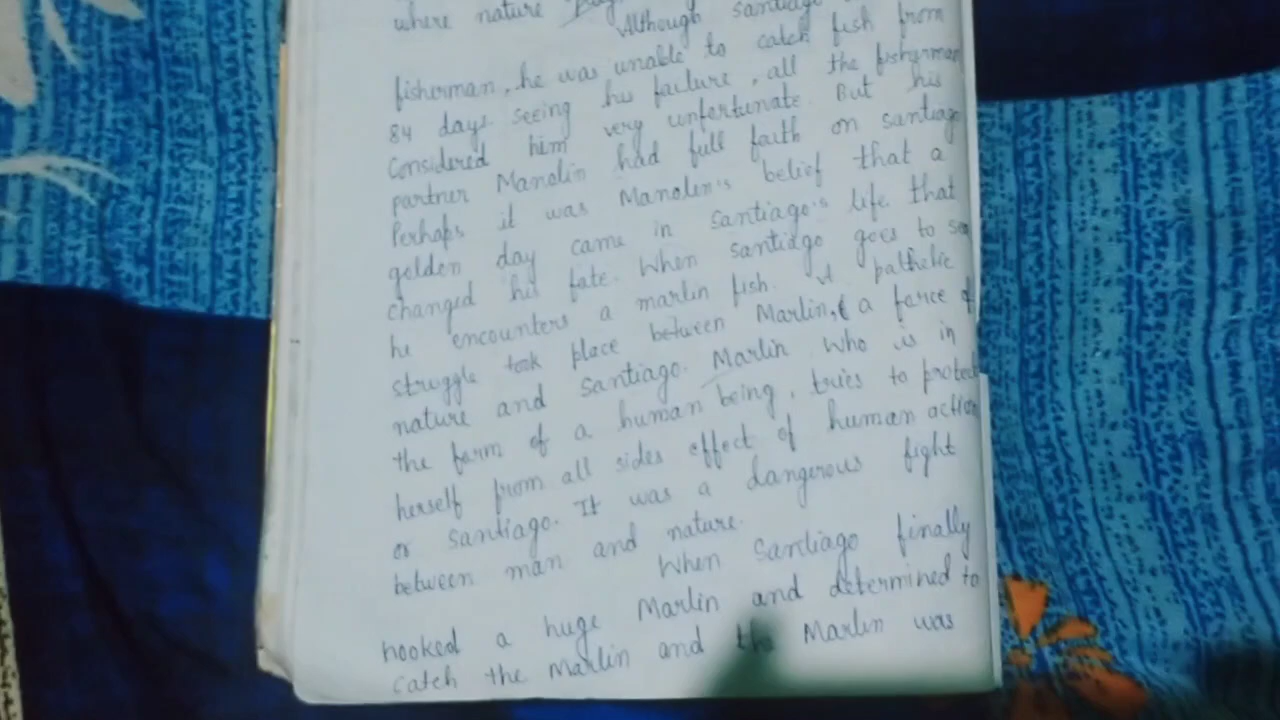 where nature
Although santiago
fisherman, he was unable to catch fish from
84 days. seeing his failure, all the fishyrman
Considered him very unfortunate. But his
partner Manolin had full faith on santiago
Perhaps it was Manolin's belief that a
golden day came in santiago's life. that
changed his fate. When santiago goes to sea
he encounters a marlin fish. A pathetic
struggle took place between Marlin, a farce of
nature and santiago. Marlin who is in
the farm of a human being, tries to protect
herself from all sides effect of human action
or santiago. It was a dangerous fight
between man and nature.
When Santiago finally
hooked a huge Marlin and determined to
catch the Marlin and the Marlin was